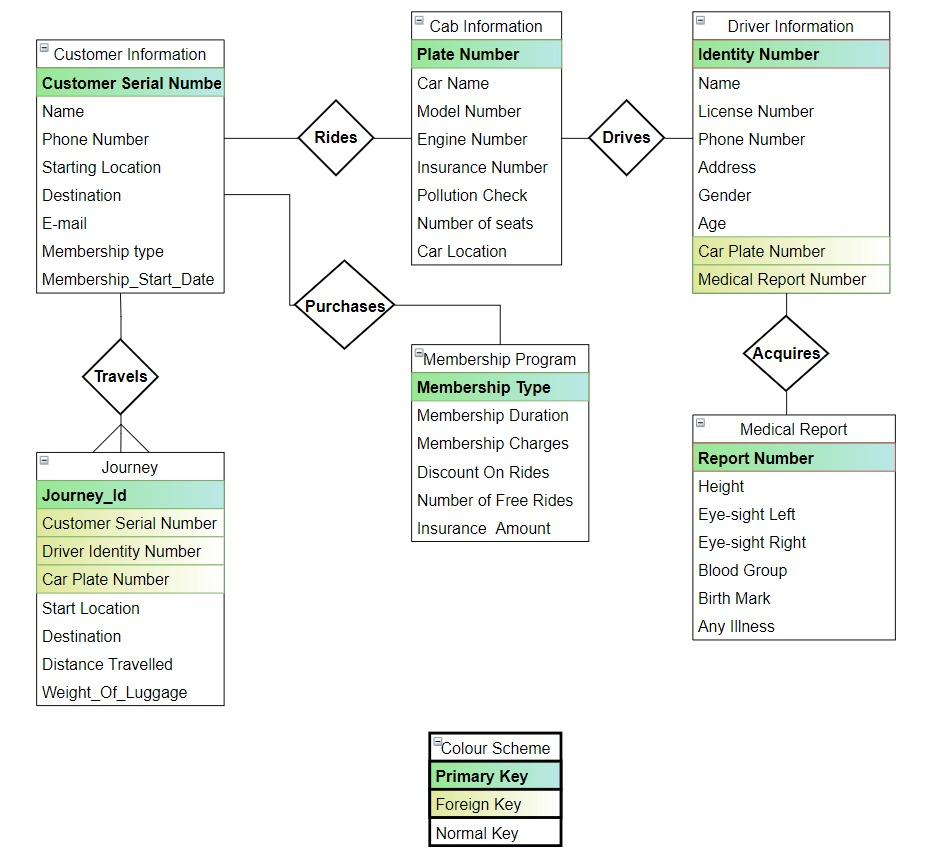 Customer Information
Customer Serial Numbe
Name
Phone Number
Starting Location
Destination
E-mail
Membership type
Membership_Start_Date
Rides
Cab Information
Plate Number
Car Name
Model Number
Engine Number
Insurance Number
Pollution Check
Number of seats
Car Location
Drives
Driver Information
Identity Number
Name
License Number
Phone Number
Address
Gender
Age
Car Plate Number
Medical Report Number
Purchases
Travels
Acquires
Membership Program
Membership Type
Membership Duration
Membership Charges
Discount On Rides
Number of Free Rides
Insurance  Amount
Medical Report
Report Number
Height
Eye-sight Left
Eye-sight Right
Blood Group
Birth Mark
Any Illness
Journey
Journey_Id
Customer Serial Number
Driver Identity Number
Car Plate Number
Start Location
Destination
Distance Travelled
Weight_Of_Luggage
Colour Scheme
Primary Key
Foreign Key
Normal Key